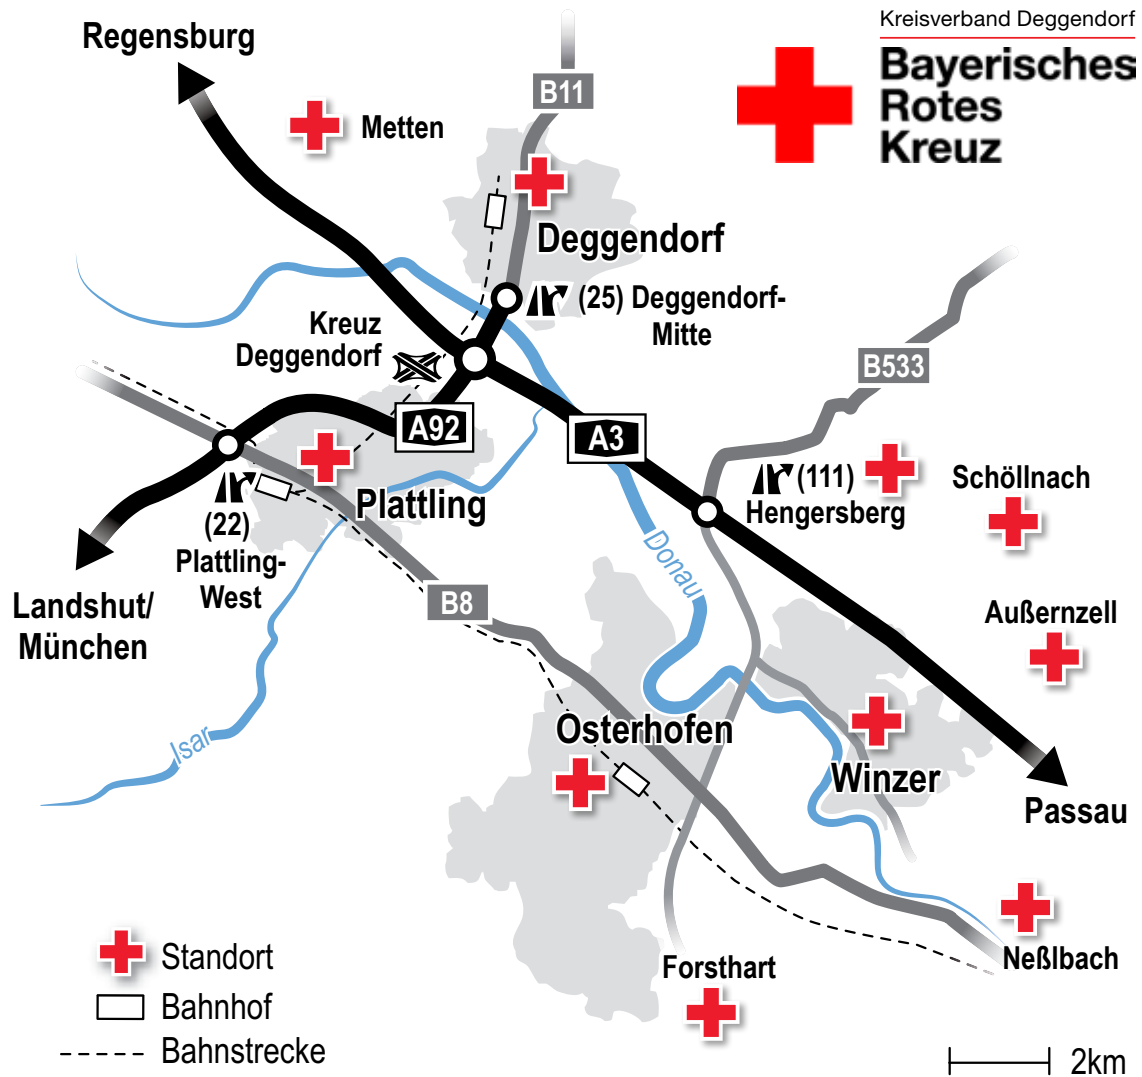 Kreisverband Deggendorf
Bayerisches
Rotes
Kreuz
Regensburg
B11
Metten
Deggendorf
(25) Deggendorf-
Mitte
Kreuz
Deggendorf
B533
A92
A3
(111)
Hengersberg
Schöllnach
Plattling
(22)
Plattling-
West
Donau
Landshut/
München
B8
Außernzell
Isar
Osterhofen
Winzer
Passau
Neßlbach
Forsthart
Standort
Bahnhof
Bahnstrecke
2km